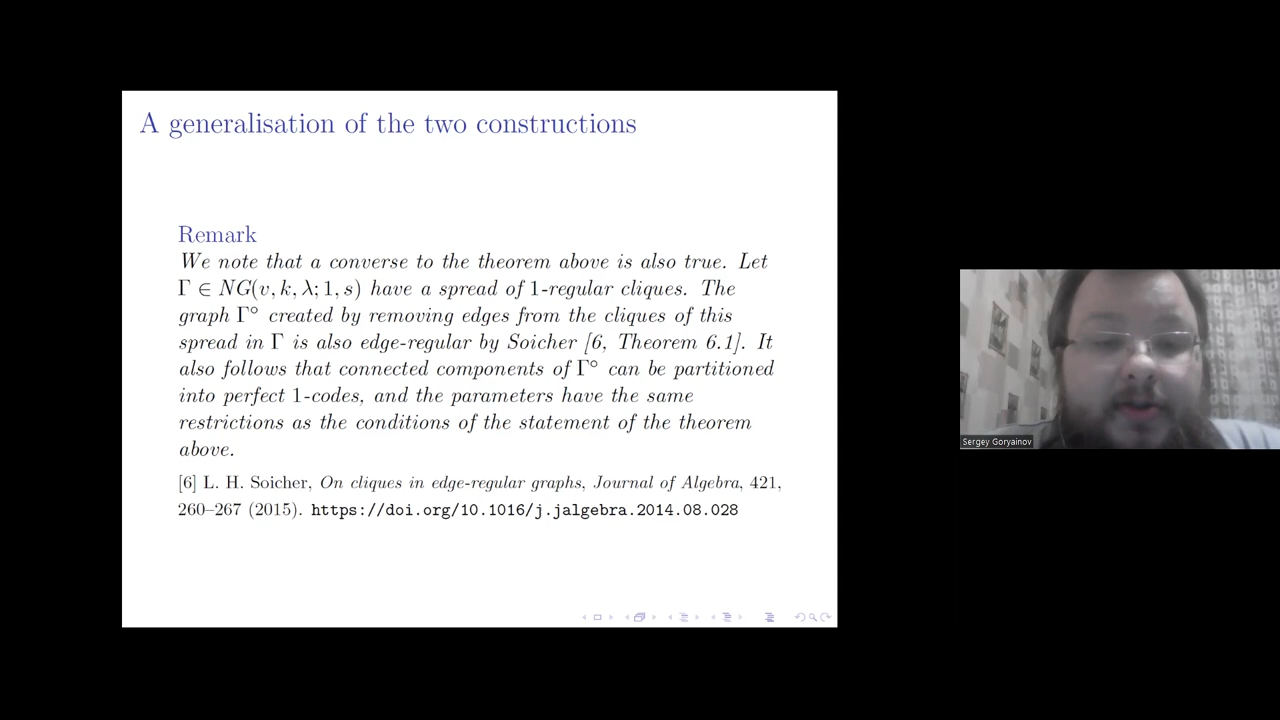 A generalisation of the two constructions
Remark
We note that a converse to the theorem above is also true. Let
Γ ∈ NG(v, k, λ; 1, s) have a spread of 1-regular cliques. The
graph Γ° created by removing edges from the cliques of this
spread in Γ is also edge-regular by Soicher [6, Theorem 6.1]. It
also follows that connected components of Γ° can be partitioned
into perfect 1-codes, and the parameters have the same
restrictions as the conditions of the statement of the theorem
above.
[6] L. H. Soicher, On cliques in edge-regular graphs, Journal of Algebra, 421,
260–267 (2015). https://doi.org/10.1016/j.jalgebra.2014.08.028
Sergey Goryainov